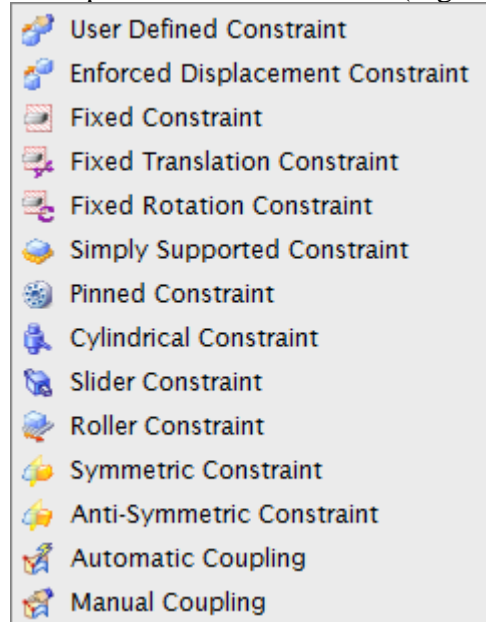 User Defined Constraint
Enforced Displacement Constraint
Fixed Constraint
Fixed Translation Constraint
Fixed Rotation Constraint
Simply Supported Constraint
Pinned Constraint
Cylindrical Constraint
Slider Constraint
Roller Constraint
Symmetric Constraint
Anti-Symmetric Constraint
Automatic Coupling
Manual Coupling